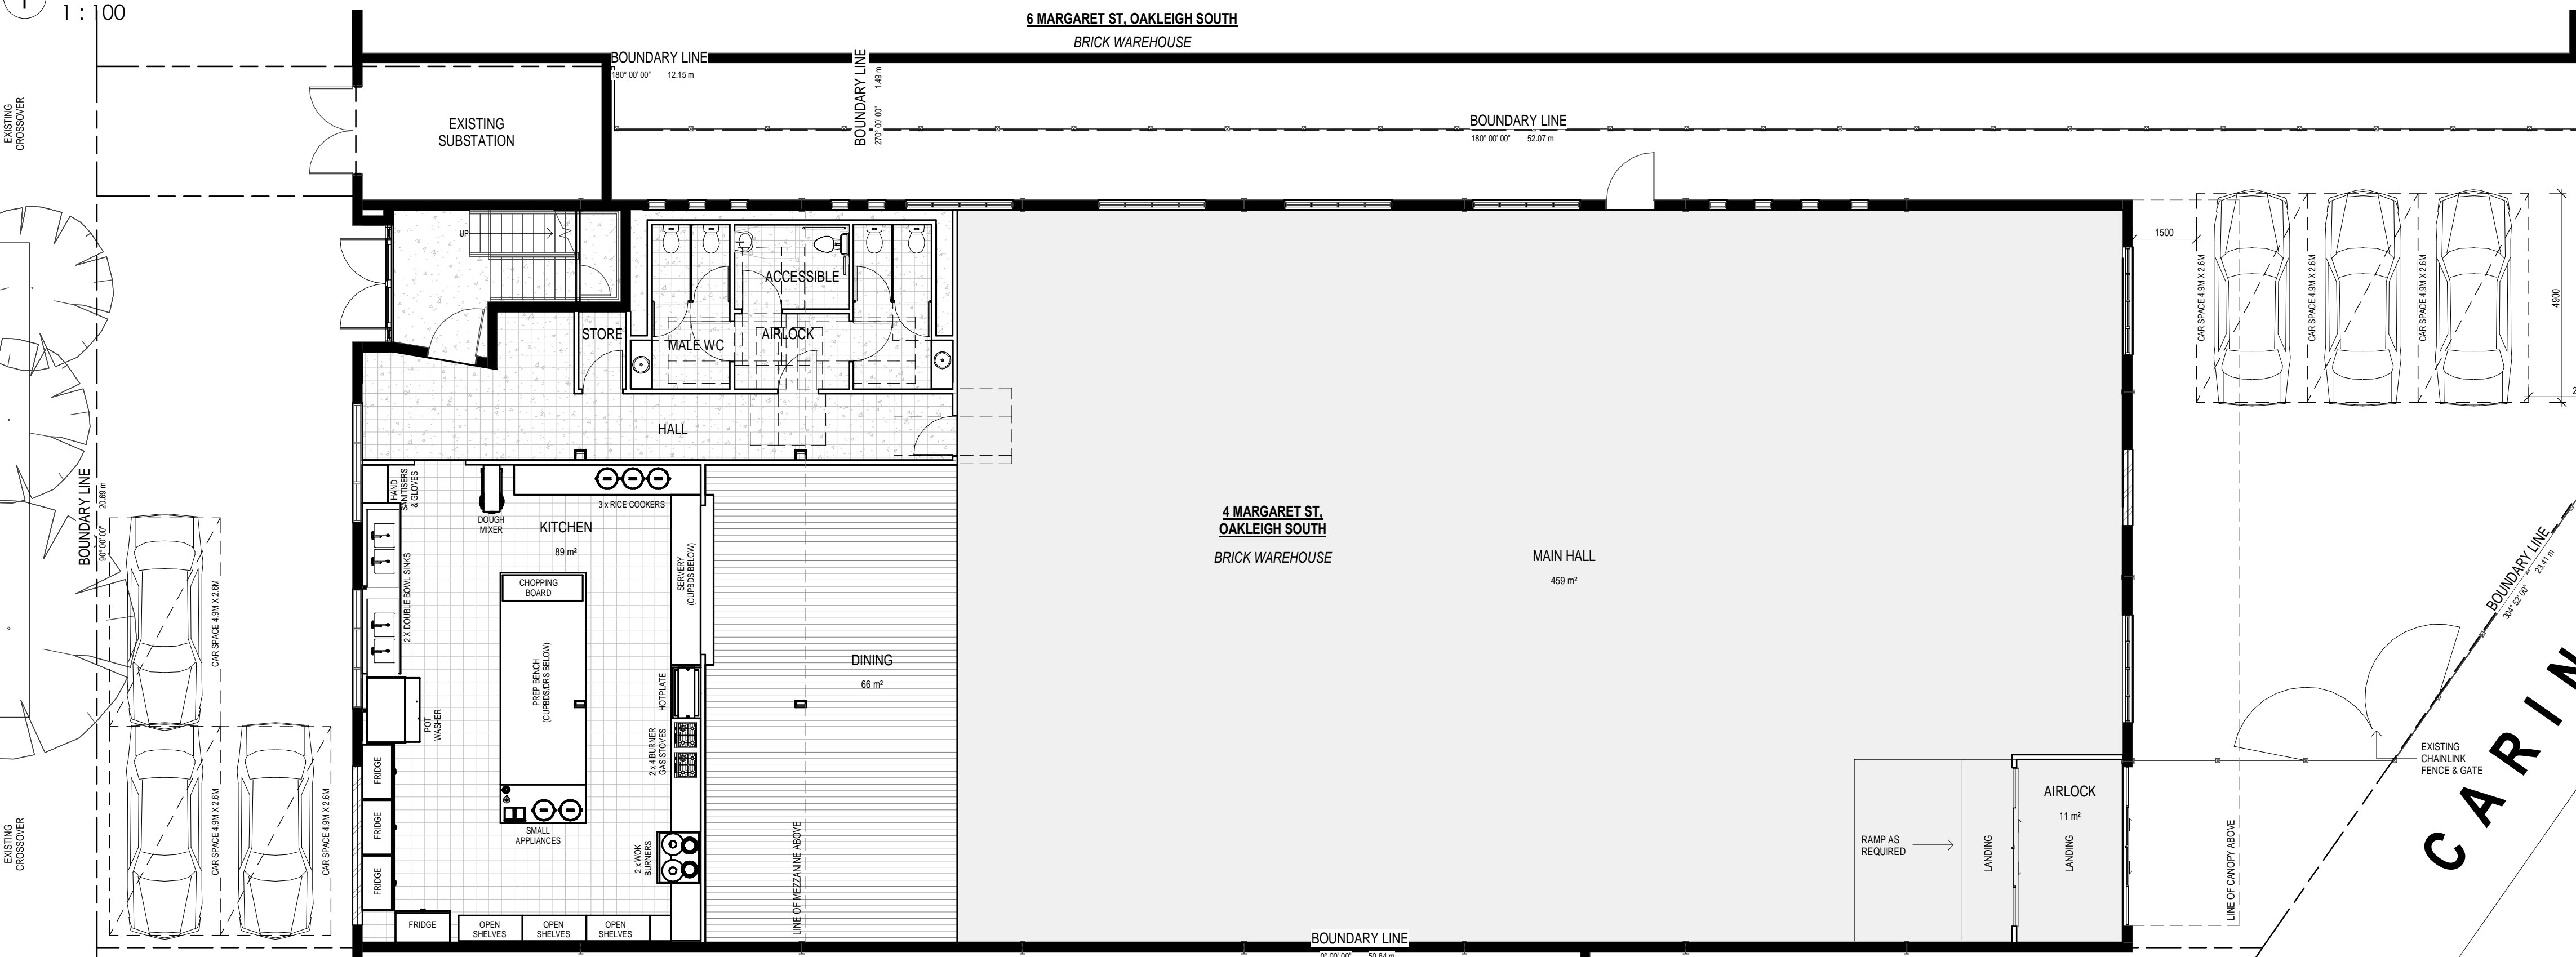 1
1 : 100
6 MARGARET ST, OAKLEIGH SOUTH
BRICK WAREHOUSE
BOUNDARY LINE
180° 00' 00" 12.15 m
BOUNDARY LINE
270° 00' 00" 1.49 m
BOUNDARY LINE
180° 00' 00" 52.07 m
EXISTING
CROSSOVER
EXISTING
SUBSTATION
UP
ACCESSIBLE
STORE
MALE WC
AIRLOCK
HALL
1500
4900
CAR SPACE 4.9M X 2.6M
CAR SPACE 4.9M X 2.6M
CAR SPACE 4.9M X 2.6M
BOUNDARY LINE
90° 00' 00" 20.69 m
HAND
SANITISERS
& GLOVES
DOUGH
MIXER
3 x RICE COOKERS
KITCHEN
89 m²
2 X DOUBLE BOWL SINKS
CHOPPING
BOARD
SERVERY
(CUPBDS BELOW)
PREP BENCH
(CUPBDS/DRS BELOW)
HOTPLATE
2 x 4 BURNER
GAS STOVES
POT
WASHER
FRIDGE
FRIDGE
FRIDGE
FRIDGE
SMALL
APPLIANCES
2 x WOK
BURNERS
OPEN
SHELVES
OPEN
SHELVES
OPEN
SHELVES
DINING
66 m²
LINE OF MEZZANINE ABOVE
4 MARGARET ST,
OAKLEIGH SOUTH
BRICK WAREHOUSE
MAIN HALL
459 m²
BOUNDARY LINE
304° 52' 00" 23.41 m
CARIN
EXISTING
CHAINLINK
FENCE & GATE
AIRLOCK
11 m²
RAMP AS
REQUIRED
LANDING
LANDING
LINE OF CANOPY ABOVE
CAR SPACE 4.9M X 2.6M
CAR SPACE 4.9M X 2.6M
CAR SPACE 4.9M X 2.6M
EXISTING
CROSSOVER
BOUNDARY LINE
0° 00' 00" 50.84 m